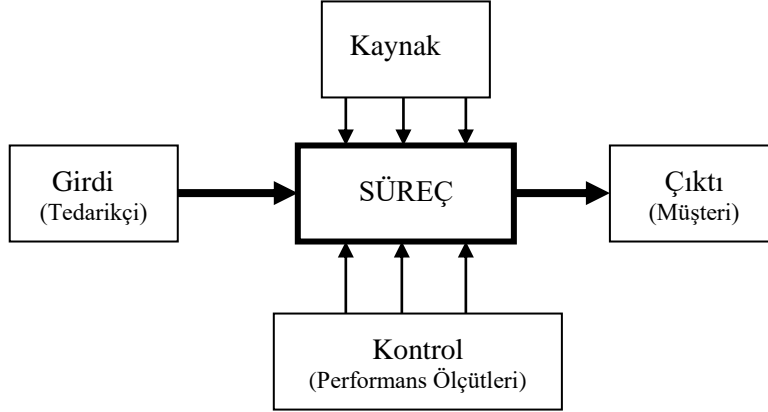 Kaynak
Girdi
(Tedarikçi)
SÜREÇ
Çıktı
(Müşteri)
Kontrol
(Performans Ölçütleri)